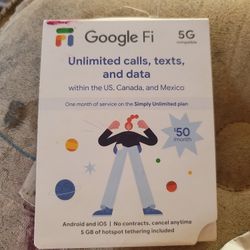 Google Fi
5G
compatible
Unlimited calls, texts,
and data
within the US, Canada, and Mexico
One month of service on the Simply Unlimited plan
$50
/month
Android and iOS | No contracts, cancel anytime
5 GB of hotspot tethering included